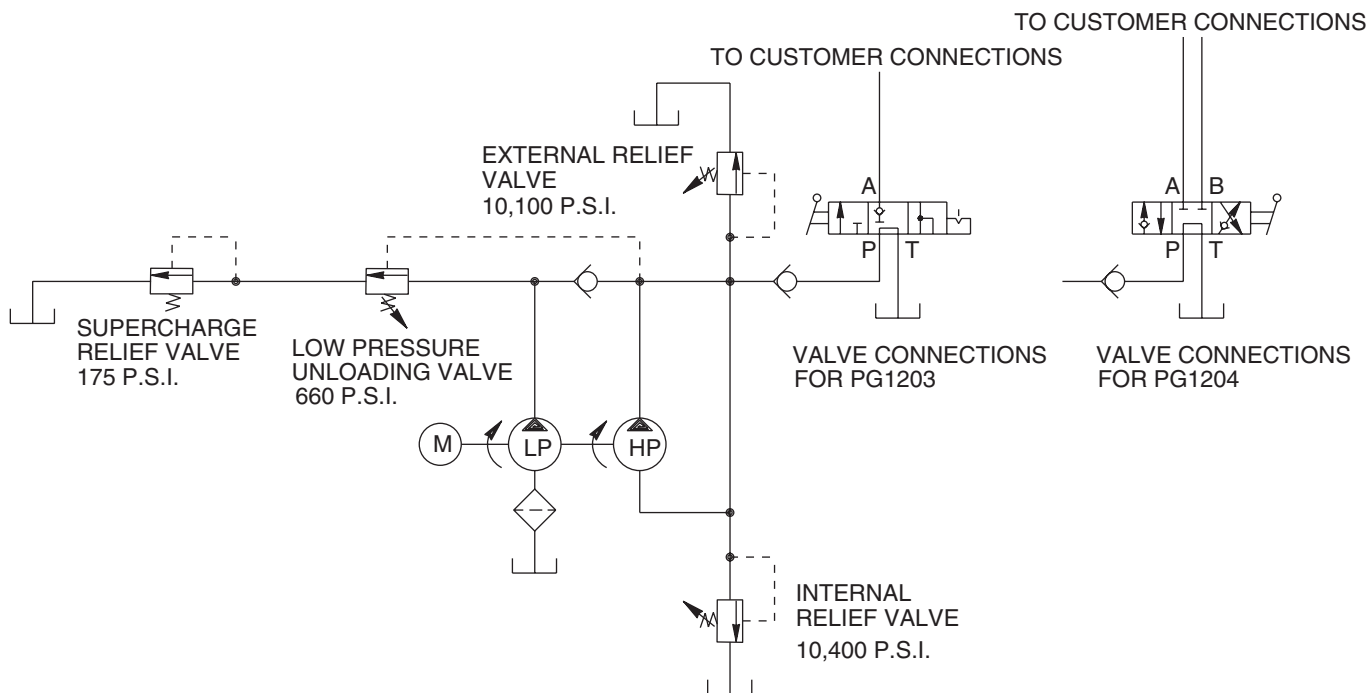 TO CUSTOMER CONNECTIONS
TO CUSTOMER CONNECTIONS
EXTERNAL RELIEF
VALVE
10,100 P.S.I.
A
P T
A B
P T
SUPERCHARGE
RELIEF VALVE
175 P.S.I.
LOW PRESSURE
UNLOADING VALVE
660 P.S.I.
VALVE CONNECTIONS
FOR PG1203
VALVE CONNECTIONS
FOR PG1204
M
LP
HP
INTERNAL
RELIEF VALVE
10,400 P.S.I.